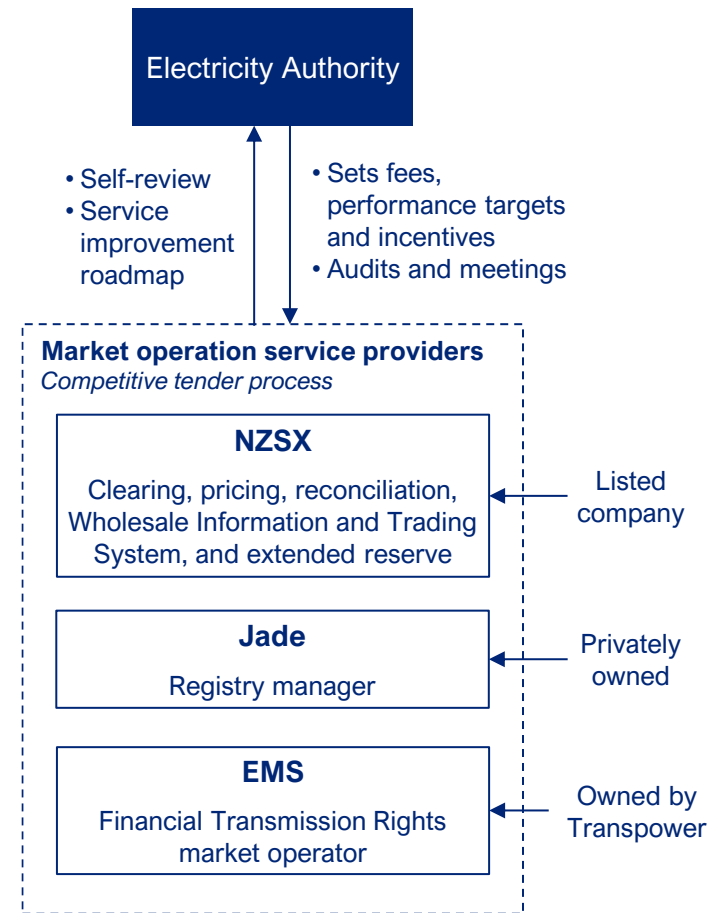 Electricity Authority
• Self-review
• Service
improvement
roadmap
• Sets fees,
performance targets
and incentives
• Audits and meetings
Market operation service providers
Competitive tender process
NZSX
Clearing, pricing, reconciliation,
Wholesale Information and Trading
System, and extended reserve
Listed
company
Jade
Registry manager
Privately
owned
EMS
Financial Transmission Rights
market operator
Owned by
Transpower